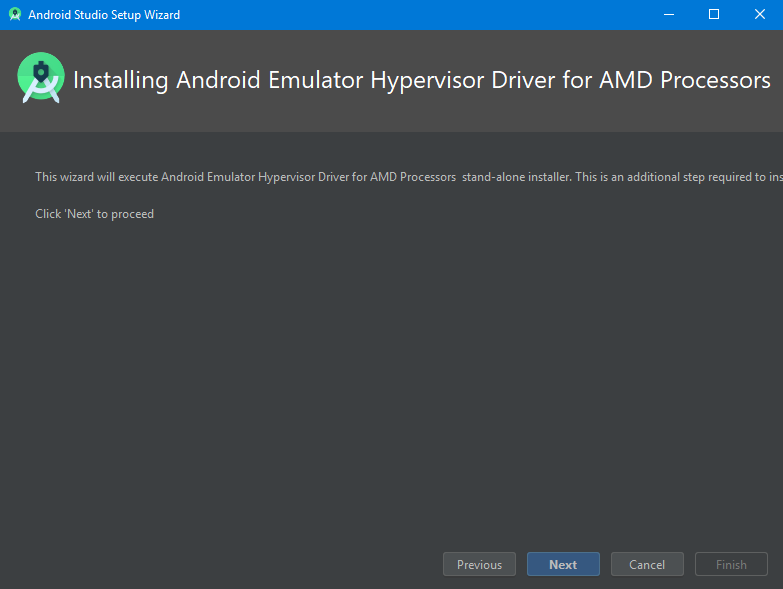 Android Studio Setup Wizard
Installing Android Emulator Hypervisor Driver for AMD Processors
This wizard will execute Android Emulator Hypervisor Driver for AMD Processors stand-alone installer. This is an additional step required to ins
Click 'Next' to proceed
Previous Next Cancel Finish